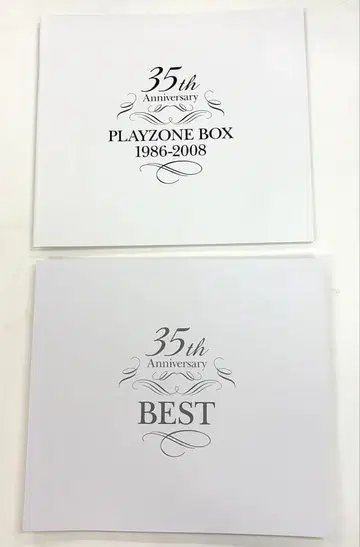 35th
Anniversary
PLAYZONE BOX
1986-2008
35th
Anniversary
BEST